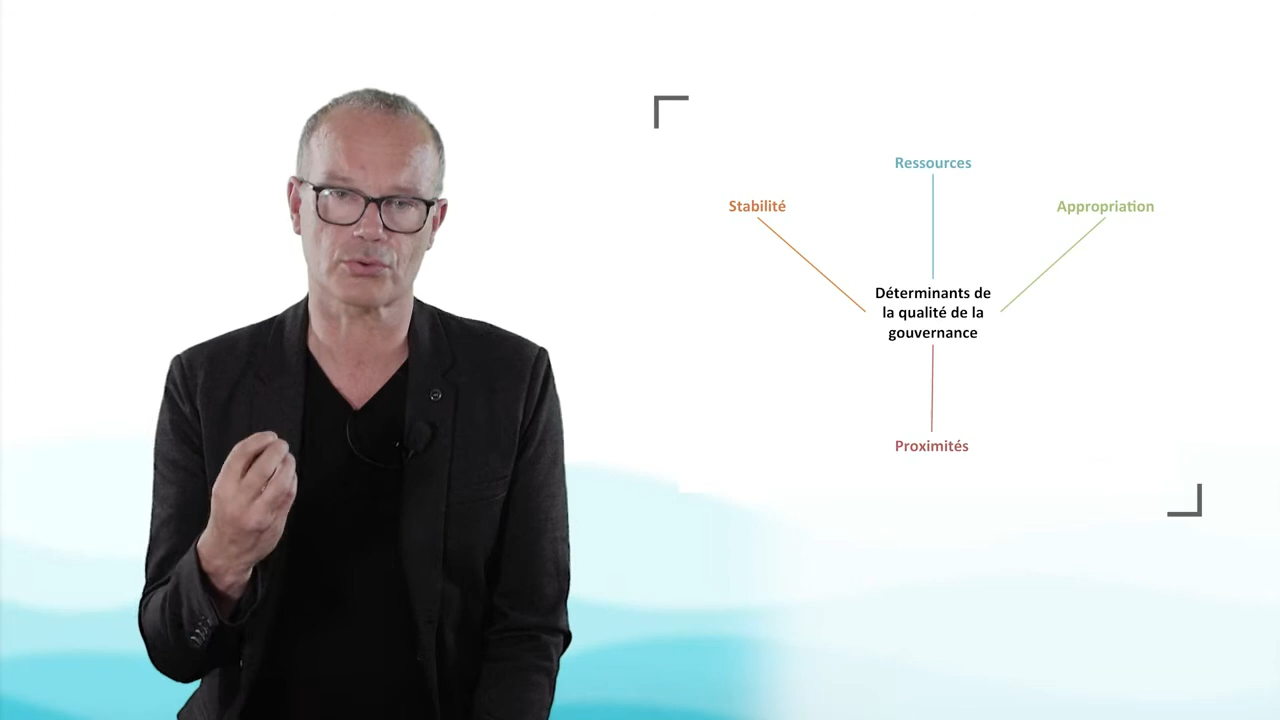 Ressources
Stabilité
Appropriation
Déterminants de
la qualité de la
gouvernance
Proximités